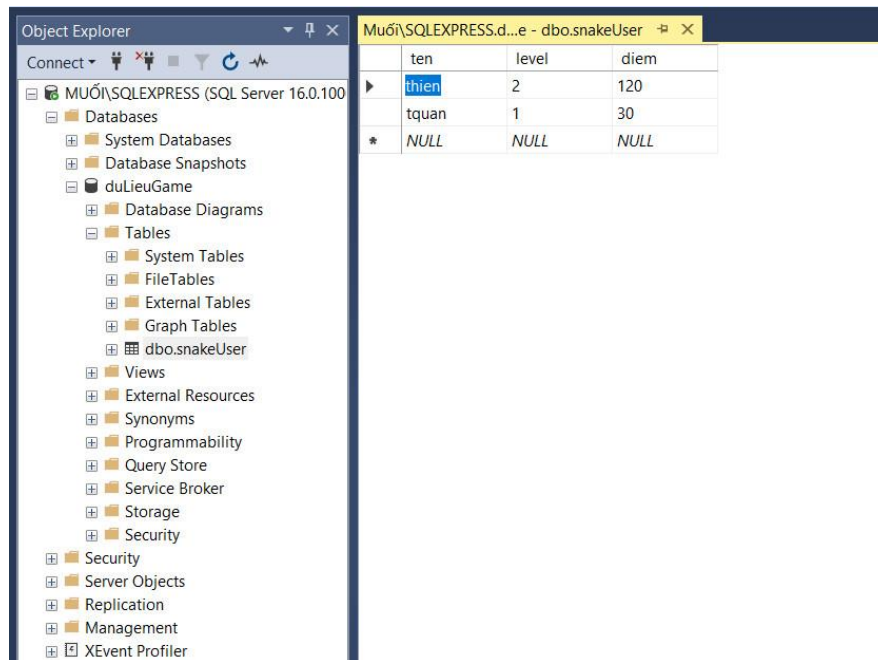 Object Explorer
Connect
MUỐI\SQLEXPRESS (SQL Server 16.0.100
Databases
System Databases
Database Snapshots
duLieuGame
Database Diagrams
Tables
System Tables
FileTables
External Tables
Graph Tables
dbo.snakeUser
Views
External Resources
Synonyms
Programmability
Query Store
Service Broker
Storage
Security
Security
Server Objects
Replication
Management
XEvent Profiler
Muối\SQLEXPRESS.d...e - dbo.snakeUser
ten level diem
thien 2 120
tquan 1 30
NULL NULL NULL